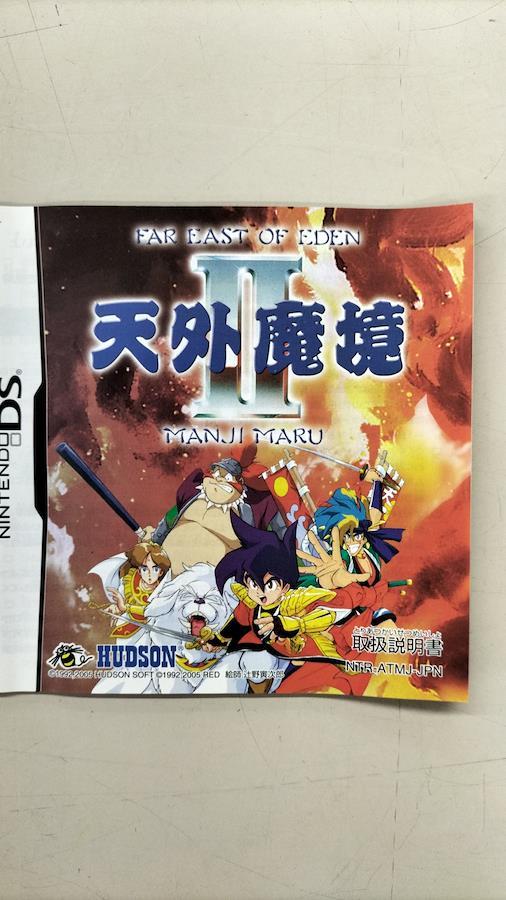 FAR EAST OF EDEN
II
天外魔境
MANJI MARU
NINTENDO DS®
とりあつかいせつめいしょ
取扱説明書
HUDSON®
NTR-ATMJ-JPN
©1992,2005 HUDSON SOFT ©1992,2005 RED 絵師 辻野寅次郎